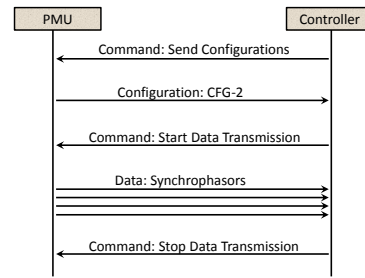 PMU
Controller
Command: Send Configurations
Configuration: CFG-2
Command: Start Data Transmission
Data: Synchrophasors
Command: Stop Data Transmission